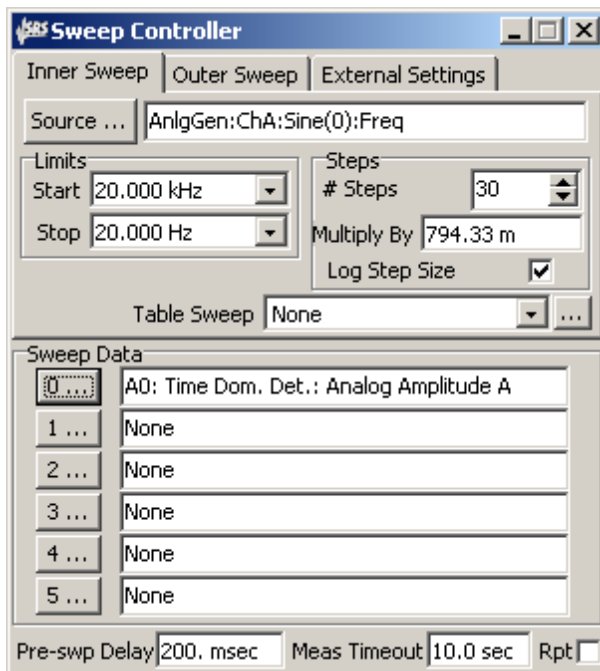 SRS Sweep Controller
Inner Sweep Outer Sweep External Settings
Source ... AnlgGen:ChA:Sine(0):Freq
Limits Steps
Start 20.000 kHz # Steps 30
Stop 20.000 Hz Multiply By 794.33 m
Log Step Size
Table Sweep None ...
Sweep Data
0 ... A0: Time Dom. Det.: Analog Amplitude A
1 ... None
2 ... None
3 ... None
4 ... None
5 ... None
Pre-swp Delay 200. msec Meas Timeout 10.0 sec Rpt